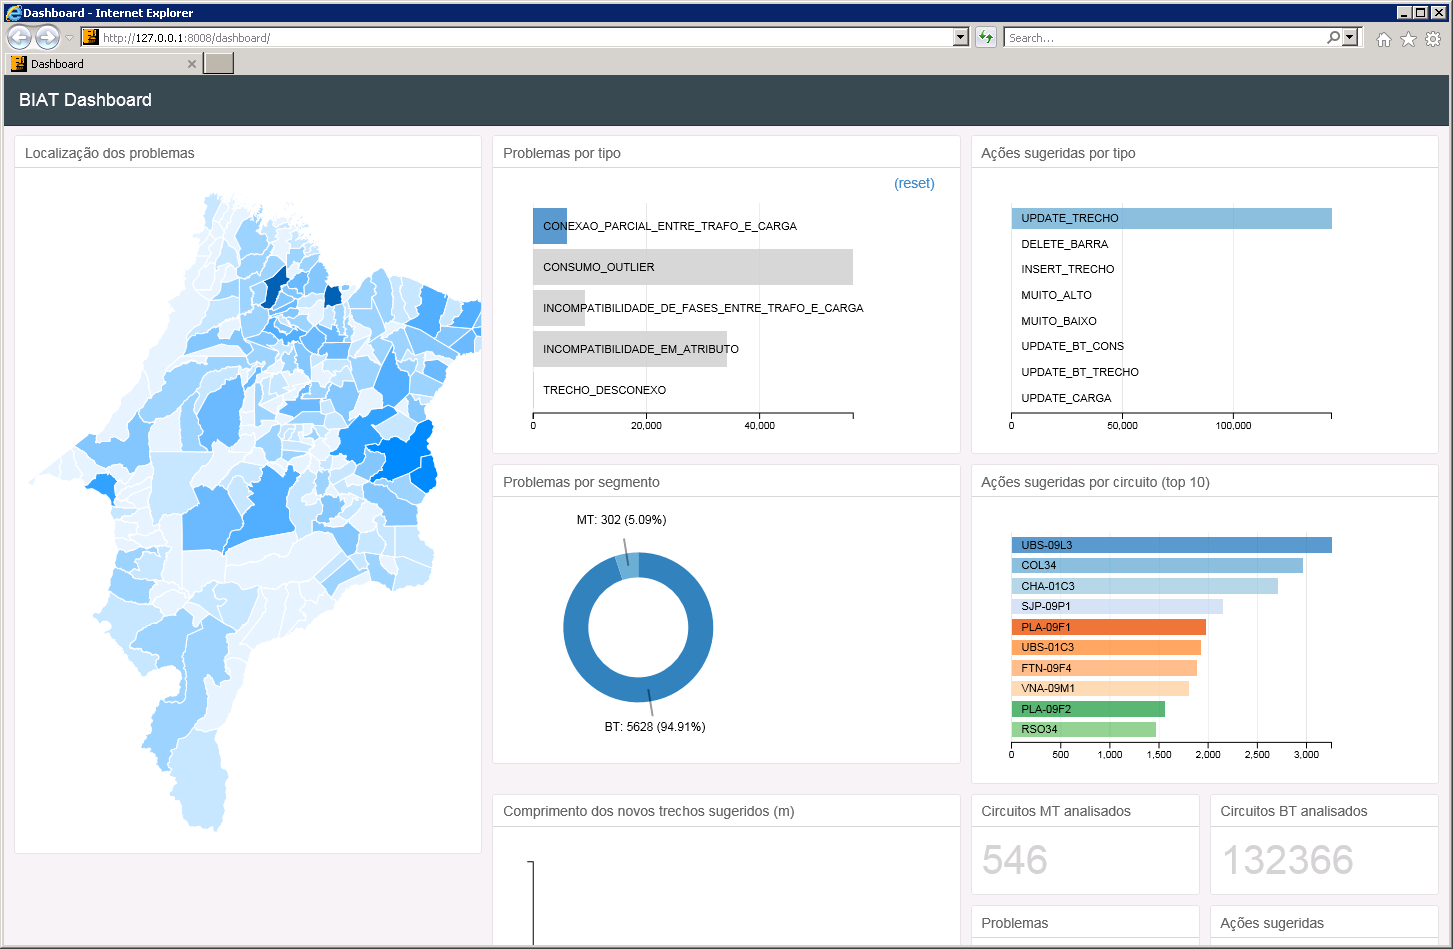 Dashboard - Internet Explorer
http://127.0.0.1:8008/dashboard/
Search...
Dashboard
BIAT Dashboard
Localização dos problemas
Problemas por tipo
(reset)
CONEXAO_PARCIAL_ENTRE_TRAFO_E_CARGA
CONSUMO_OUTLIER
INCOMPATIBILIDADE_DE_FASES_ENTRE_TRAFO_E_CARGA
INCOMPATIBILIDADE_EM_ATRIBUTO
TRECHO_DESCONEXO
0 20,000 40,000
Ações sugeridas por tipo
UPDATE_TRECHO
DELETE_BARRA
INSERT_TRECHO
MUITO_ALTO
MUITO_BAIXO
UPDATE_BT_CONS
UPDATE_BT_TRECHO
UPDATE_CARGA
0 50,000 100,000
Problemas por segmento
MT: 302 (5.09%)
BT: 5628 (94.91%)
Ações sugeridas por circuito (top 10)
UBS-09L3
COL34
CHA-01C3
SJP-09P1
PLA-09F1
UBS-01C3
FTN-09F4
VNA-09M1
PLA-09F2
RSO34
0 500 1,000 1,500 2,000 2,500 3,000
Comprimento dos novos trechos sugeridos (m)
Circuitos MT analisados
546
Circuitos BT analisados
132366
Problemas
Ações sugeridas